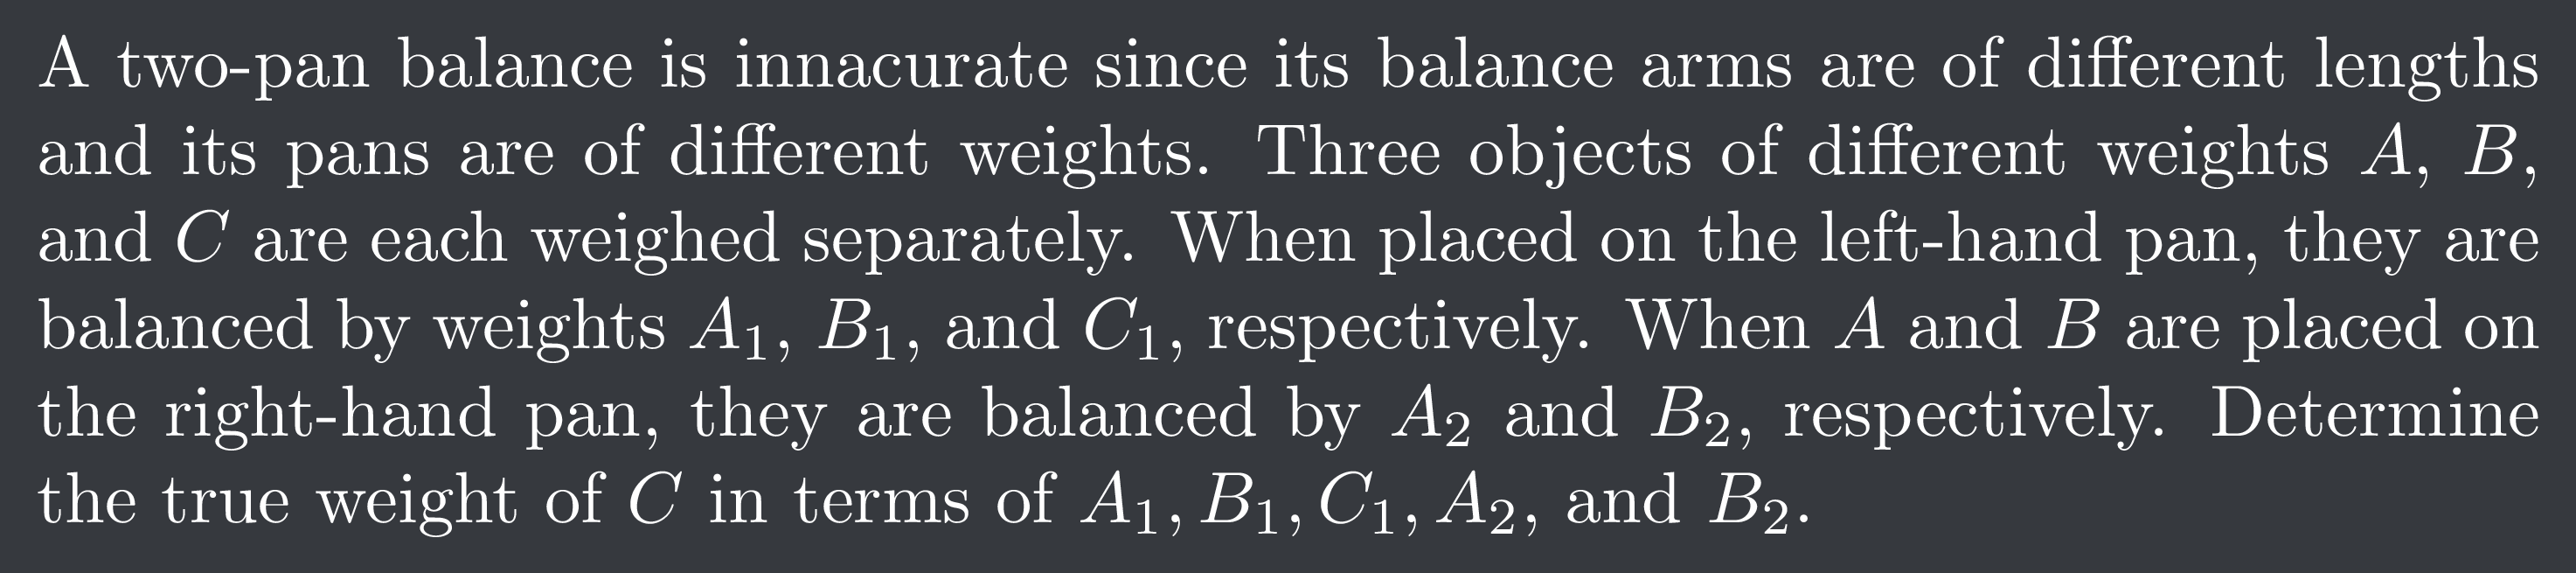 A two-pan balance is innacurate since its balance arms are of different lengths
and its pans are of different weights. Three objects of different weights A, B,
and C are each weighed separately. When placed on the left-hand pan, they are
balanced by weights A₁, B₁, and C₁, respectively. When A and B are placed on
the right-hand pan, they are balanced by A₂ and B₂, respectively. Determine
the true weight of C in terms of A₁, B₁, C₁, A₂, and B₂.